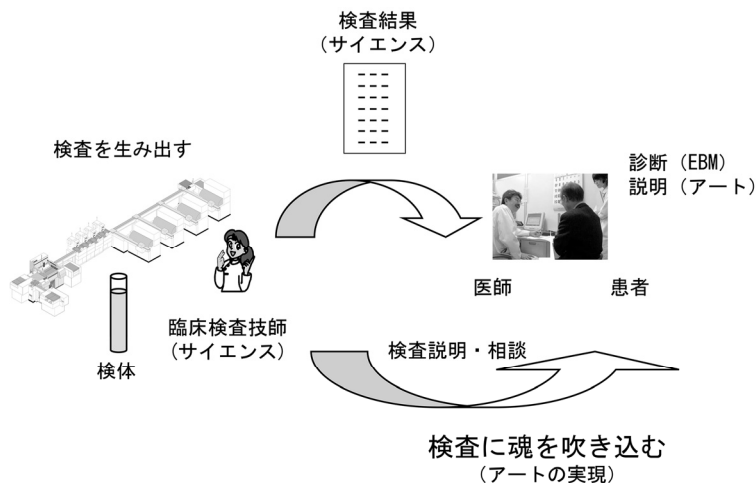 検査結果
(サイエンス)
検査を生み出す
診断(EBM)
説明(アート)
医師
患者
臨床検査技師
(サイエンス)
検体
検査説明・相談
検査に魂を吹き込む
(アートの実現)